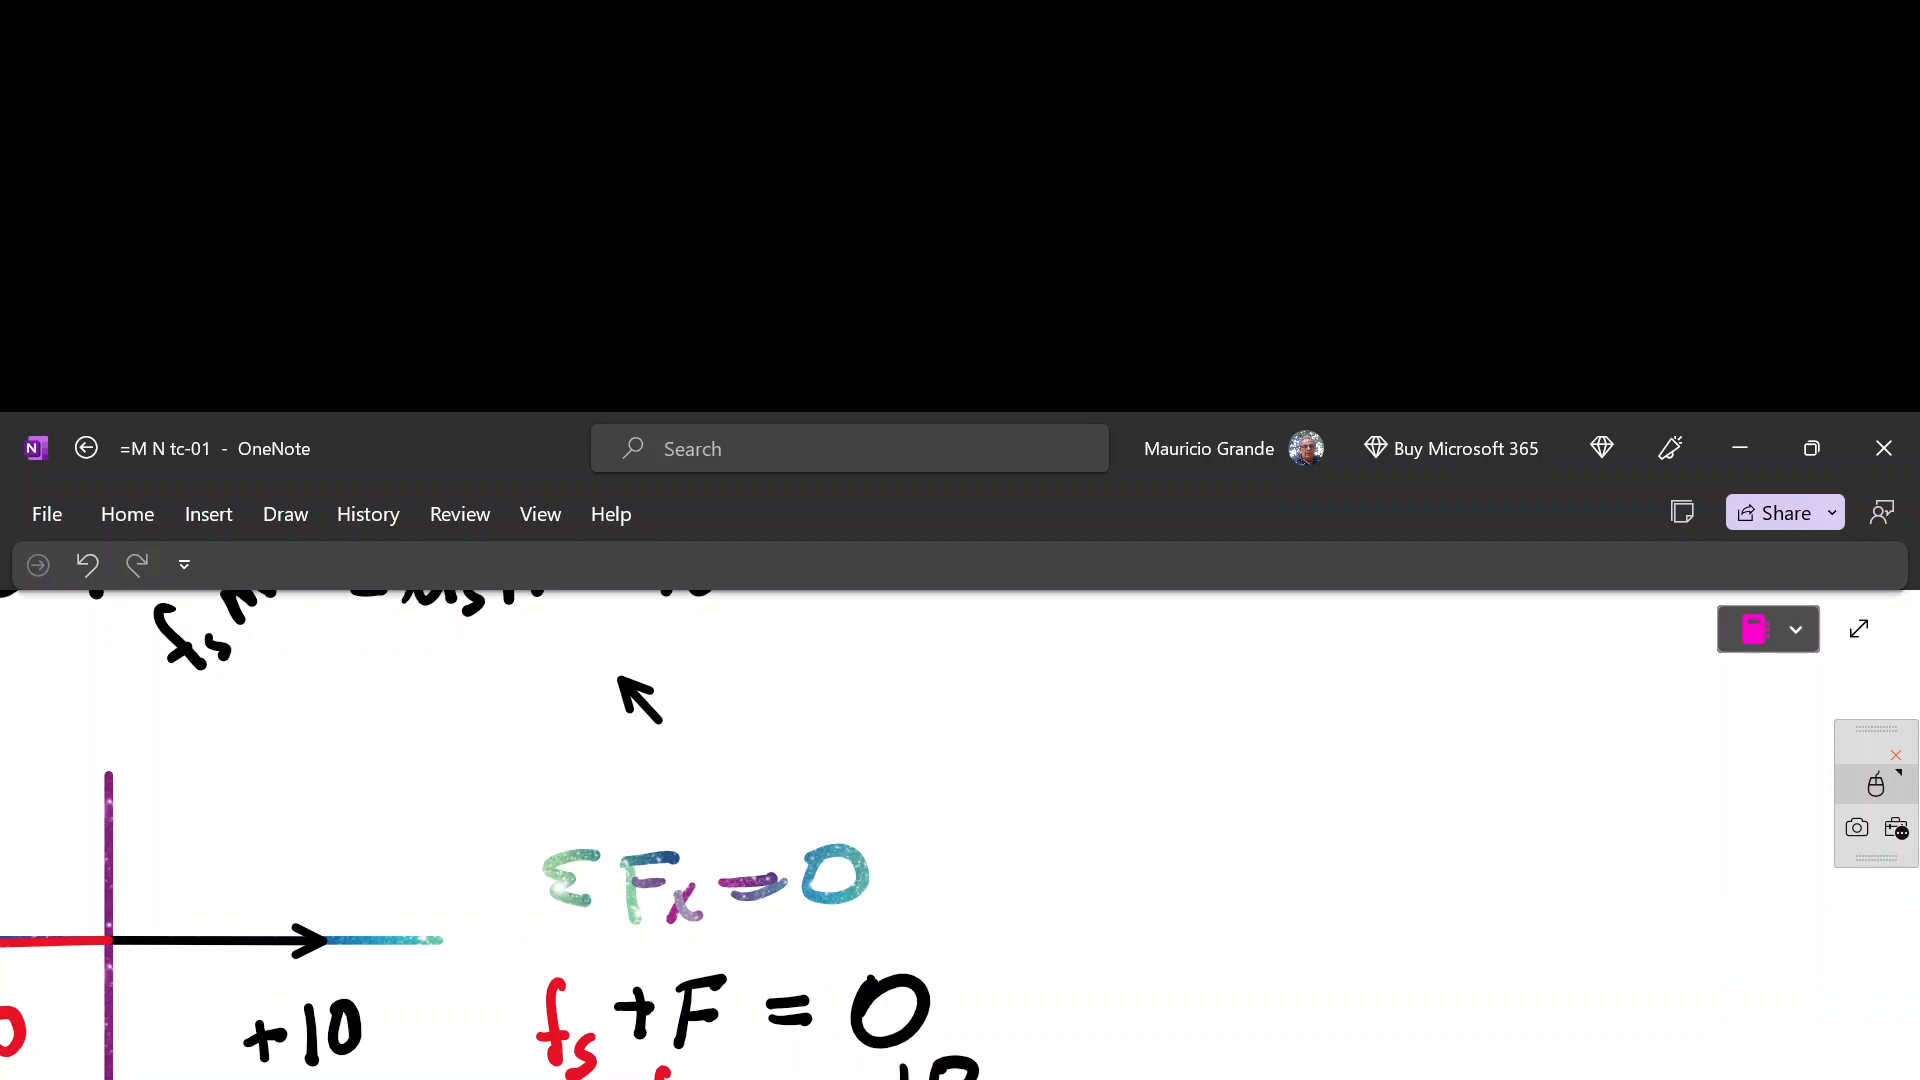 =M N tc-01 - OneNote
Search
Mauricio Grande
Buy Microsoft 365
File Home Insert Draw History Review View Help
Share
fs
ΣFx=0
fs +F = 0
+10